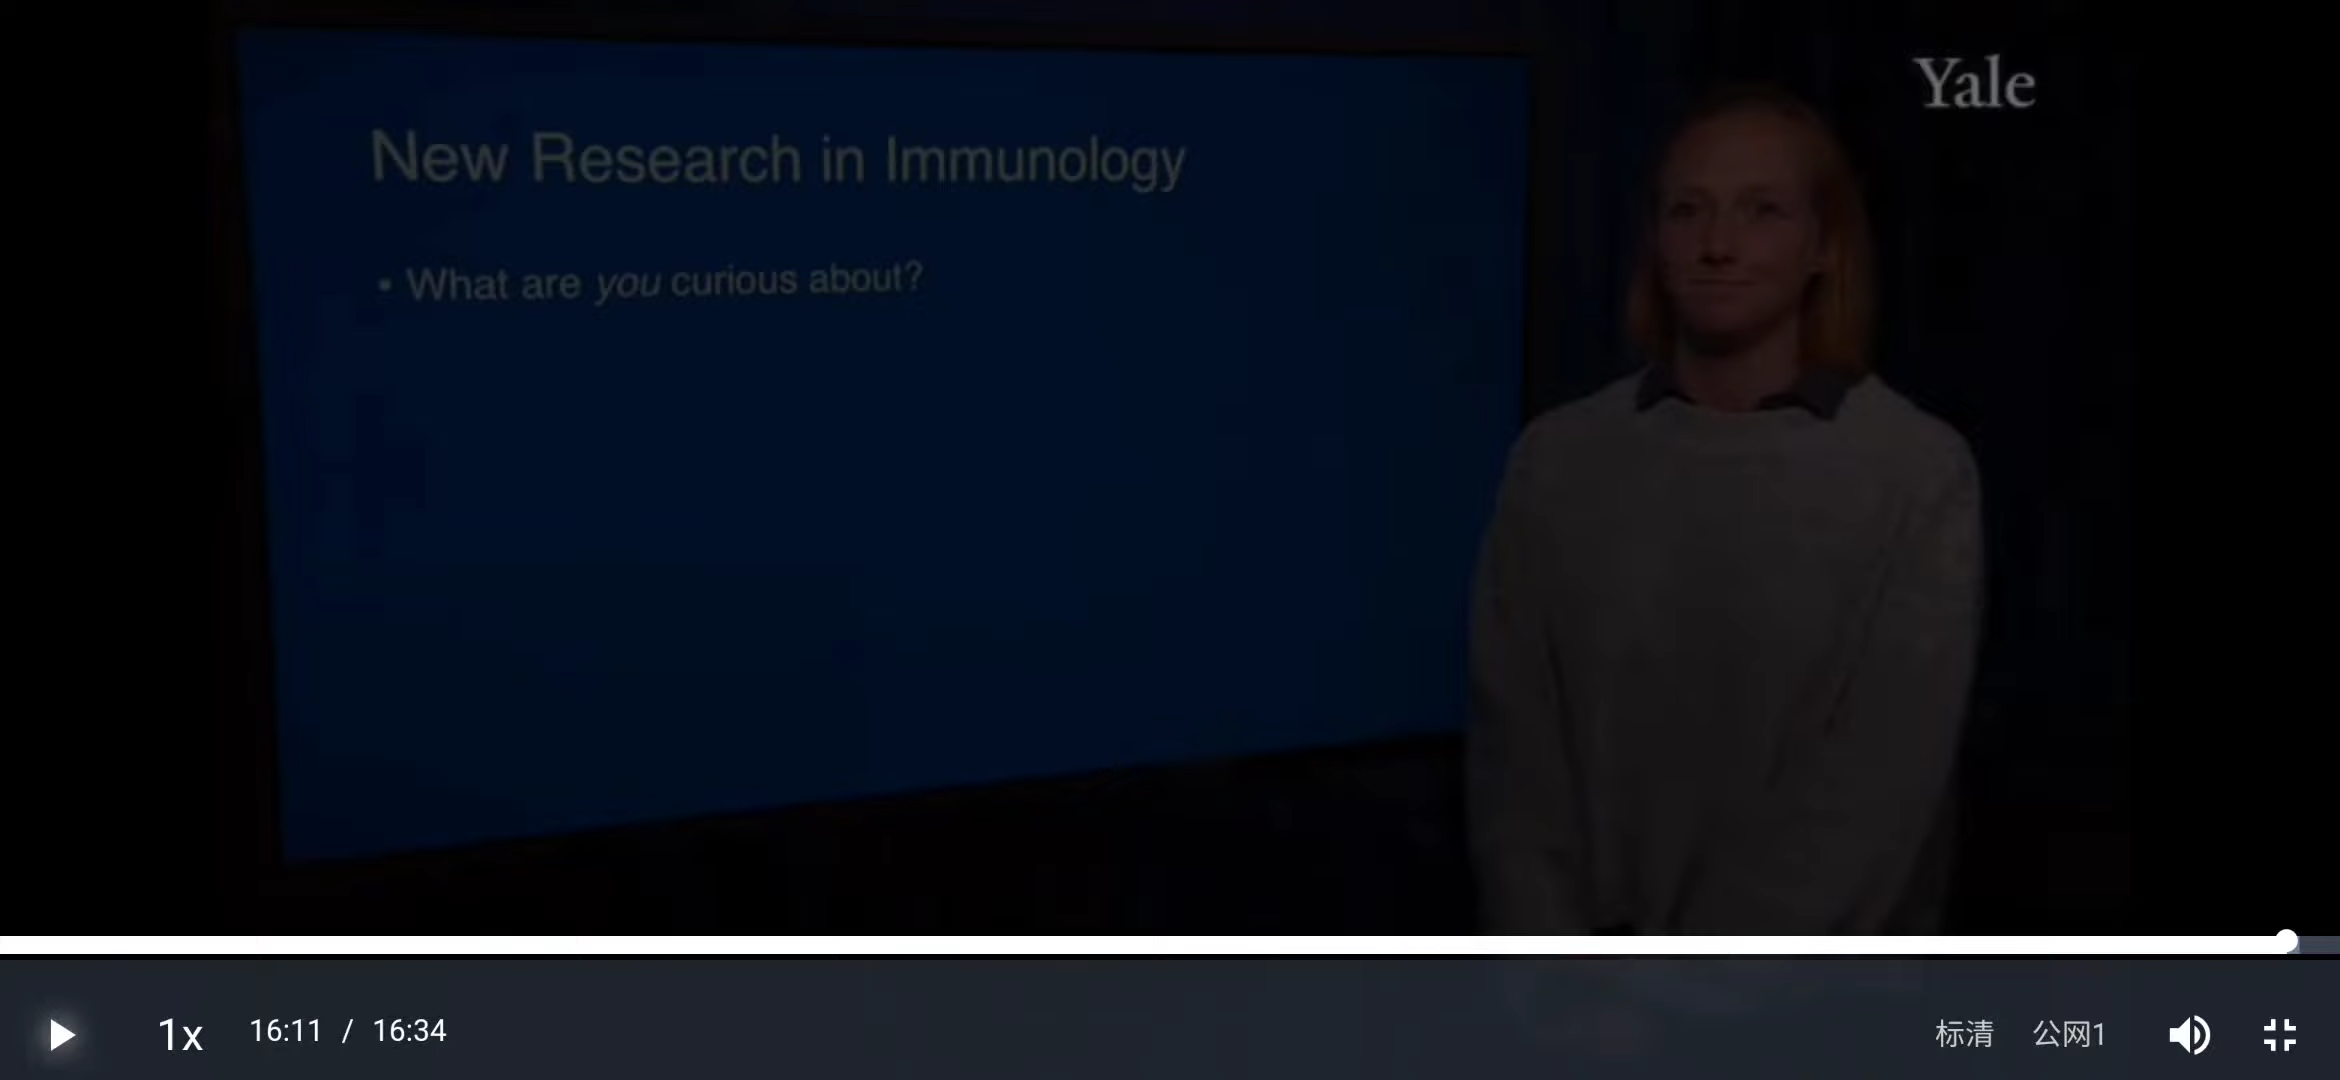 Yale
New Research in Immunology
• What are you curious about?
1x 16:11 / 16:34 标清 公网1